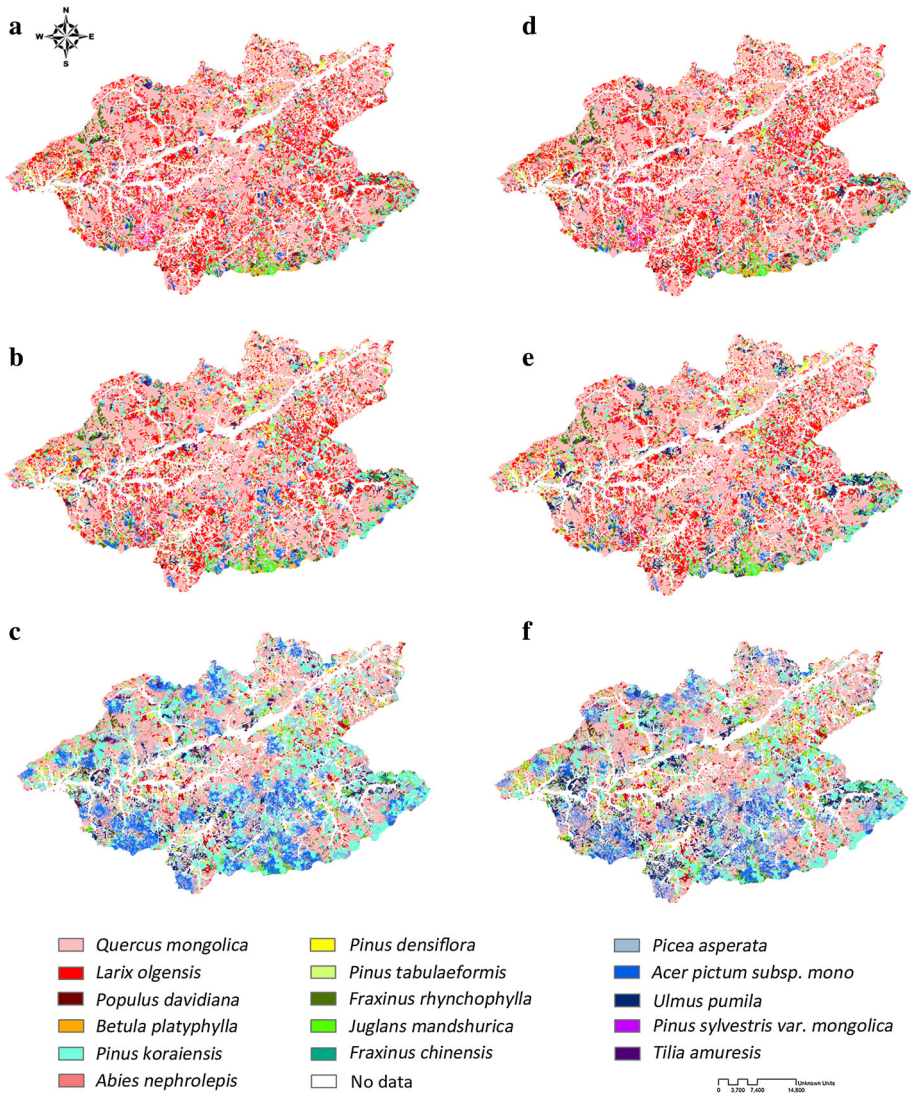 a
N
W E
S
d
b
e
c
f
Quercus mongolica
Larix olgensis
Populus davidiana
Betula platyphylla
Pinus koraiensis
Abies nephrolepis
Pinus densiflora
Pinus tabulaeformis
Fraxinus rhynchophylla
Juglans mandshurica
Fraxinus chinensis
No data
Picea asperata
Acer pictum subsp. mono
Ulmus pumila
Pinus sylvestris var. mongolica
Tilia amuresis
Unknown Units
0 3,700 7,400 14,800